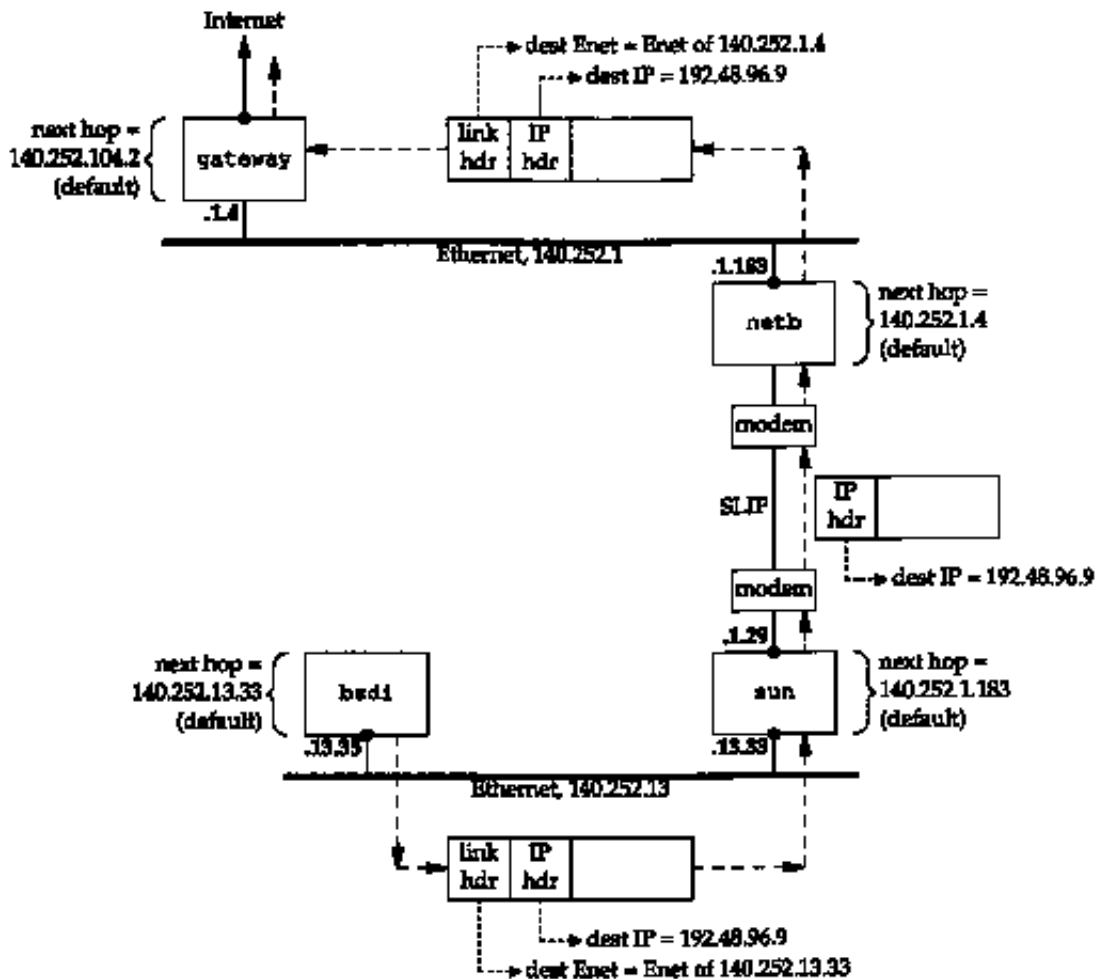 Internet
dest Enet = Enet of 140.252.1.4
dest IP = 192.48.96.9
next hop =
140.252.104.2
(default)
gateway
link
hdr
IP
hdr
.1.4
Ethernet, 140.252.1
.1.183
netb
next hop =
140.252.1.4
(default)
modem
SLIP
IP
hdr
dest IP = 192.48.96.9
modem
.1.29
next hop =
140.252.13.33
(default)
bsdi
sun
next hop =
140.252.1.183
(default)
.13.35
.13.33
Ethernet, 140.252.13
link
hdr
IP
hdr
dest IP = 192.48.96.9
dest Enet = Enet of 140.252.13.33